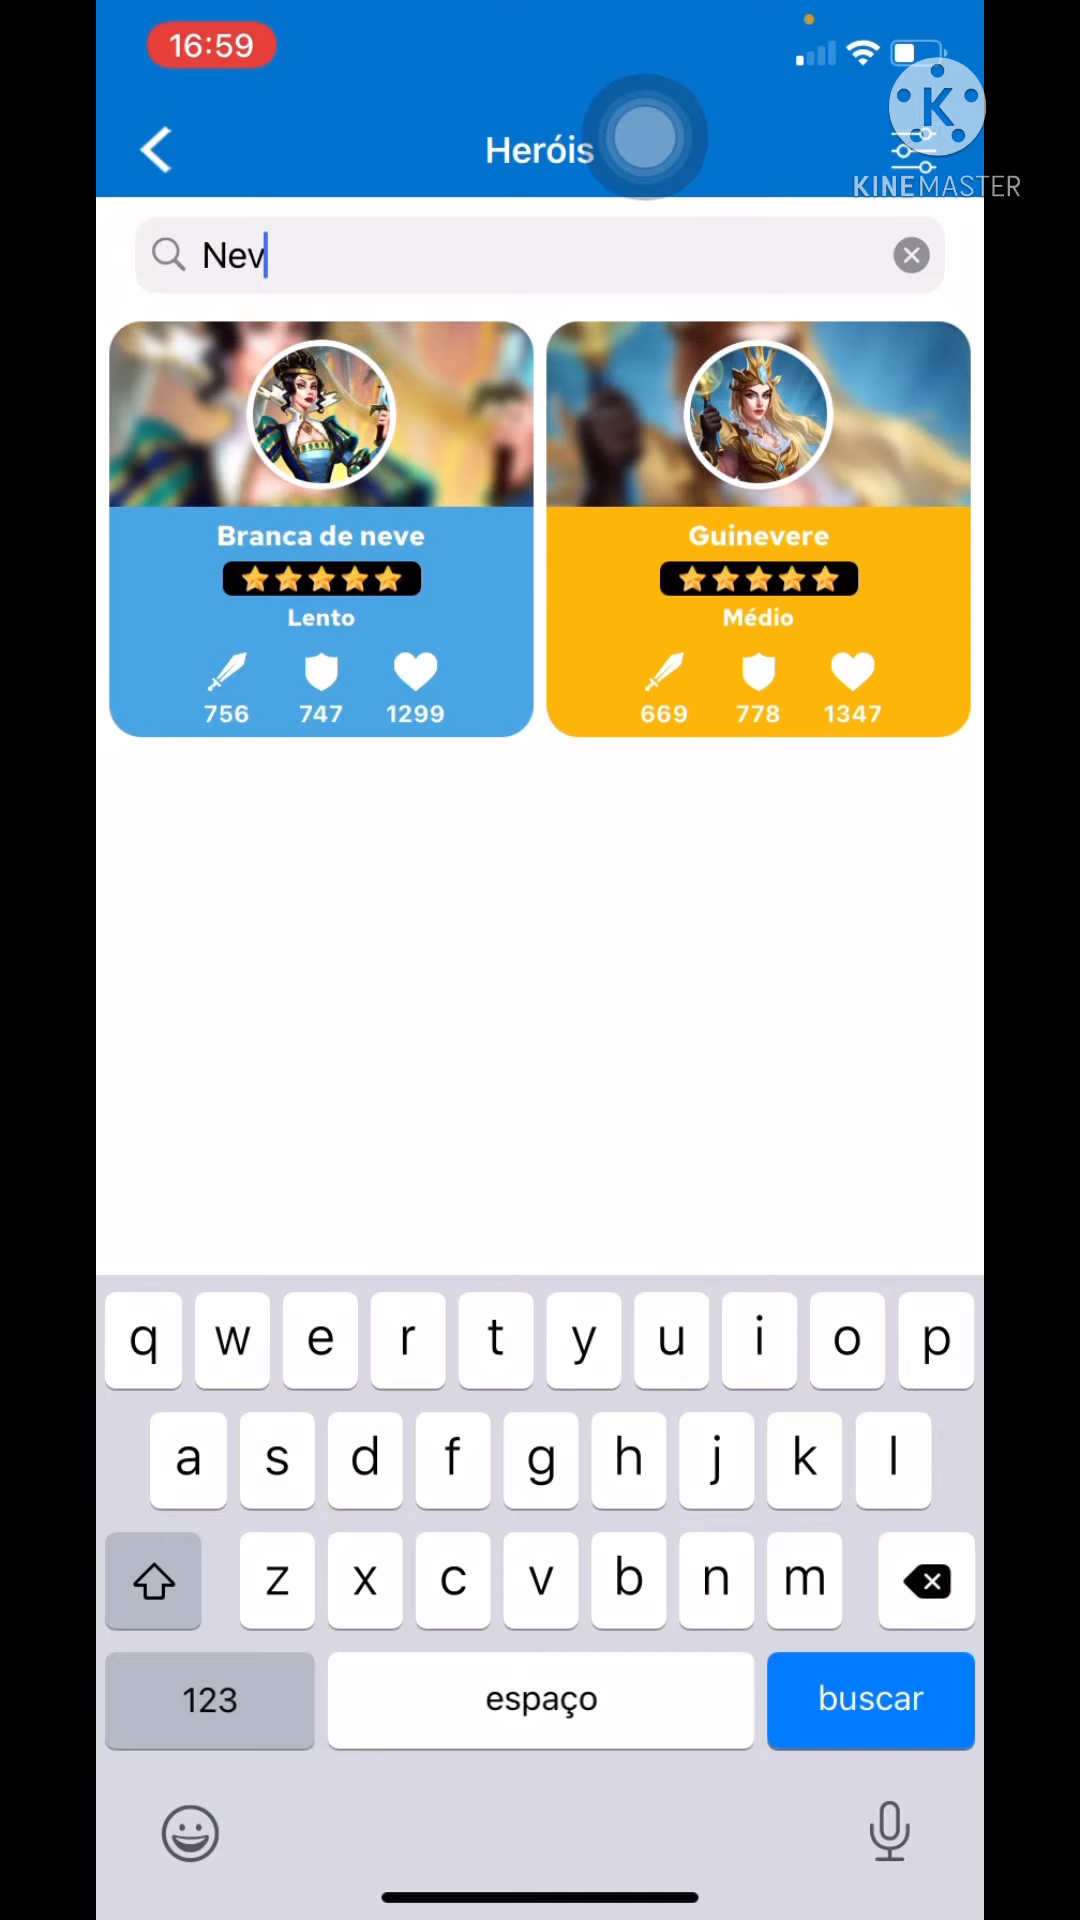 16:59
Heróis
KINEMASTER
Nev
Branca de neve
Lento
756 747 1299
Guinevere
Médio
669 778 1347
q w e r t y u i o p
a s d f g h j k l
z x c v b n m
123 espaço buscar